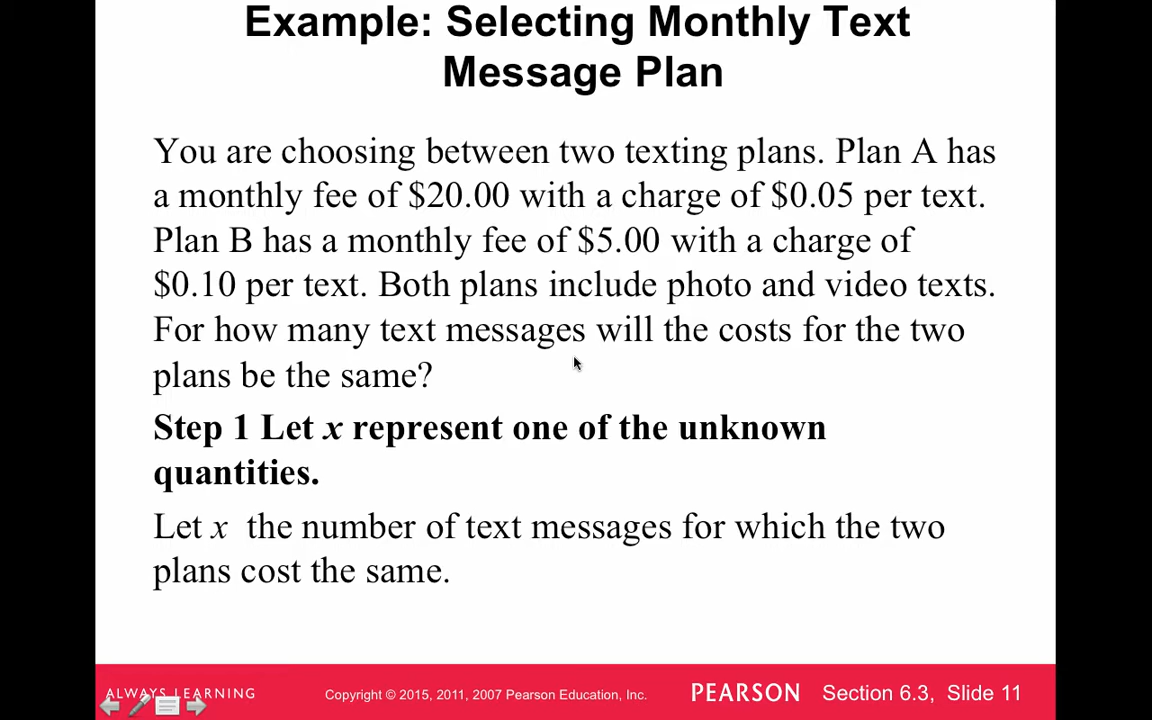 Example: Selecting Monthly Text
Message Plan
You are choosing between two texting plans. Plan A has
a monthly fee of $20.00 with a charge of $0.05 per text.
Plan B has a monthly fee of $5.00 with a charge of
$0.10 per text. Both plans include photo and video texts.
For how many text messages will the costs for the two
plans be the same?
Step 1 Let x represent one of the unknown
quantities.
Let x the number of text messages for which the two
plans cost the same.
ALWAYS LEARNING
Copyright © 2015, 2011, 2007 Pearson Education, Inc.
PEARSON
Section 6.3, Slide 11